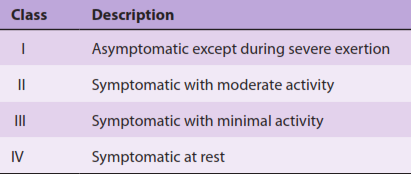 Class Description
I Asymptomatic except during severe exertion
II Symptomatic with moderate activity
III Symptomatic with minimal activity
IV Symptomatic at rest